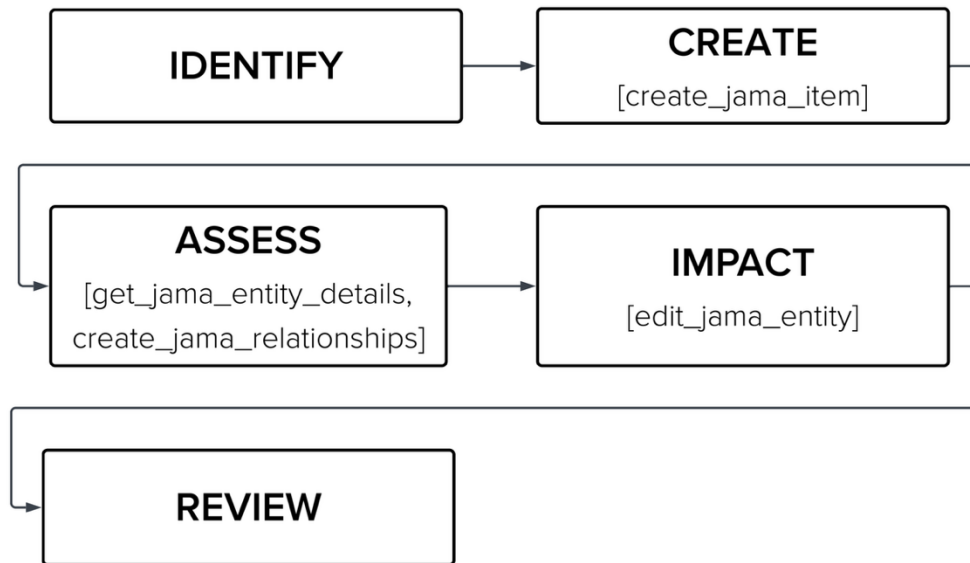 IDENTIFY
CREATE
[create_jama_item]
ASSESS
[get_jama_entity_details,
create_jama_relationships]
IMPACT
[edit_jama_entity]
REVIEW